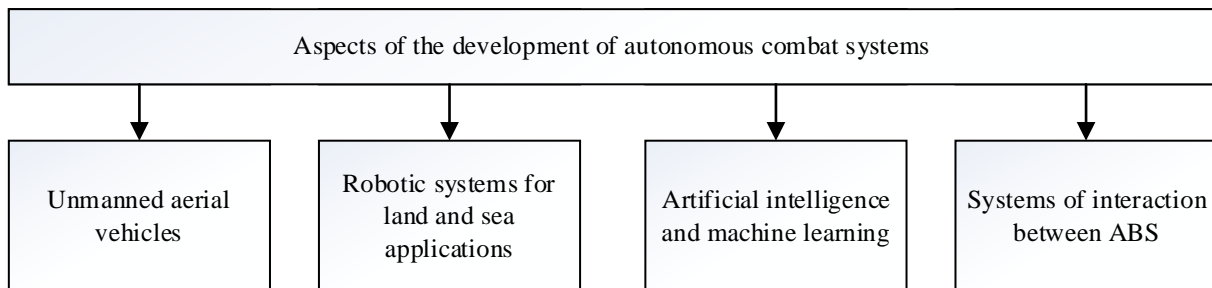 Aspects of the development of autonomous combat systems
Unmanned aerial
vehicles
Robotic systems for
land and sea
applications
Artificial intelligence
and machine learning
Systems of interaction
between ABS